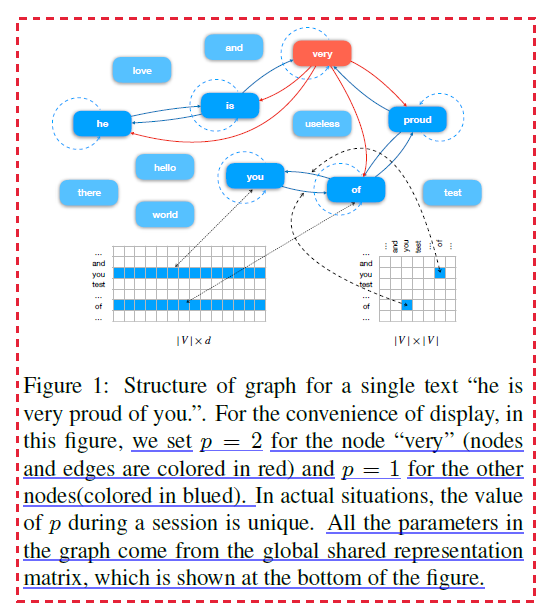 and
very
love
is
he
useless
proud
hello
you
of
there
test
world
... and you test ... of ...
...
and
you
test
...
of
...
...
and
you
test
...
of
...
|V| × d
|V| × |V|
Figure 1: Structure of graph for a single text “he is
very proud of you.”. For the convenience of display, in
this figure, we set p = 2 for the node “very” (nodes
and edges are colored in red) and p = 1 for the other
nodes(colored in blued). In actual situations, the value
of p during a session is unique. All the parameters in
the graph come from the global shared representation
matrix, which is shown at the bottom of the figure.